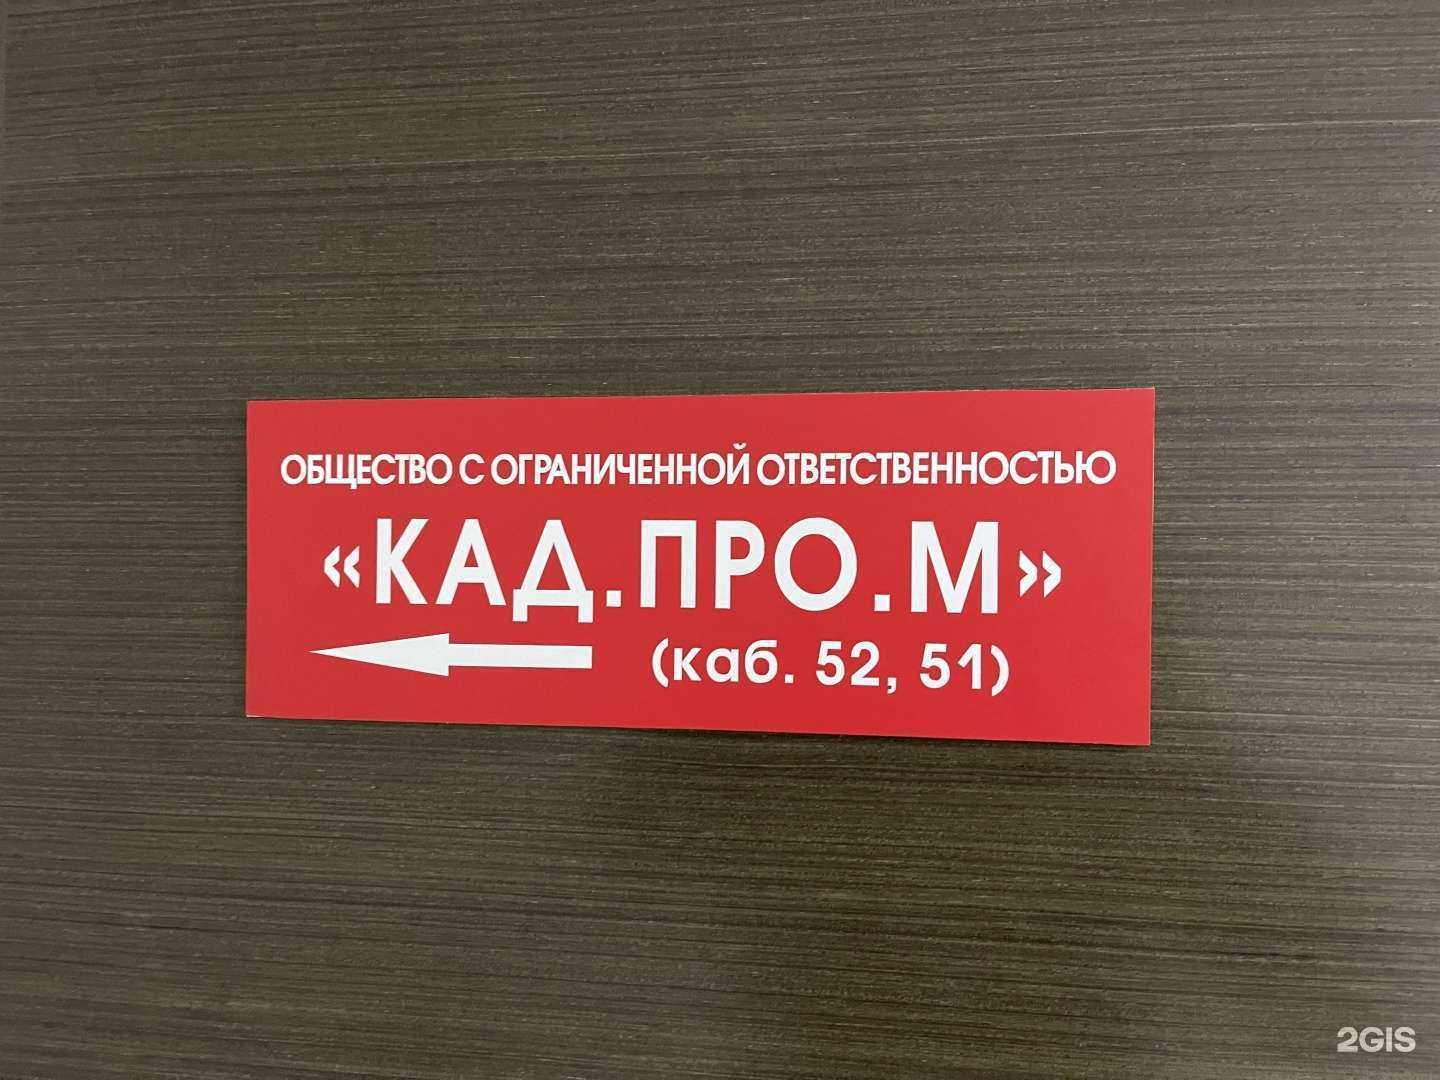 ОБЩЕСТВО С ОГРАНИЧЕННОЙ ОТВЕТСТВЕННОСТЬЮ
«КАД.ПРО.М»
(каб. 52, 51)
2GIS